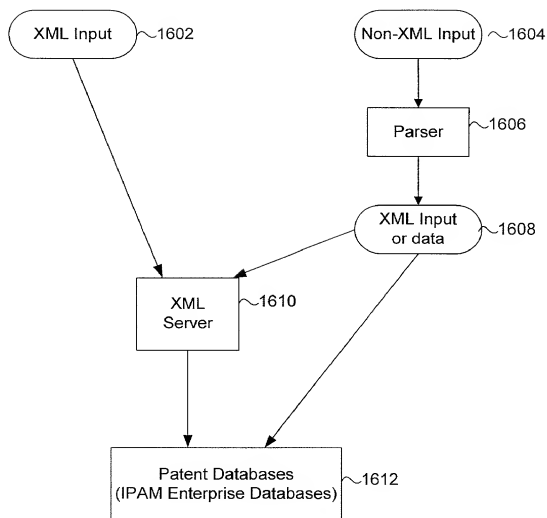 XML Input
1602
Non-XML Input
1604
Parser
1606
XML Input
or data
1608
XML
Server
1610
Patent Databases
(IPAM Enterprise Databases)
1612